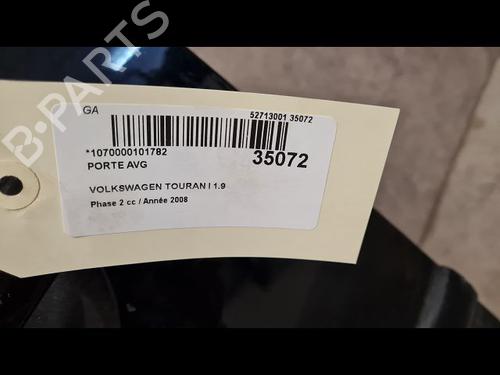 GA
52713001 35072
*1070000101782
35072
PORTE AVG
VOLKSWAGEN TOURAN I 1.9
Phase 2 cc / Année 2008
B-PARTS